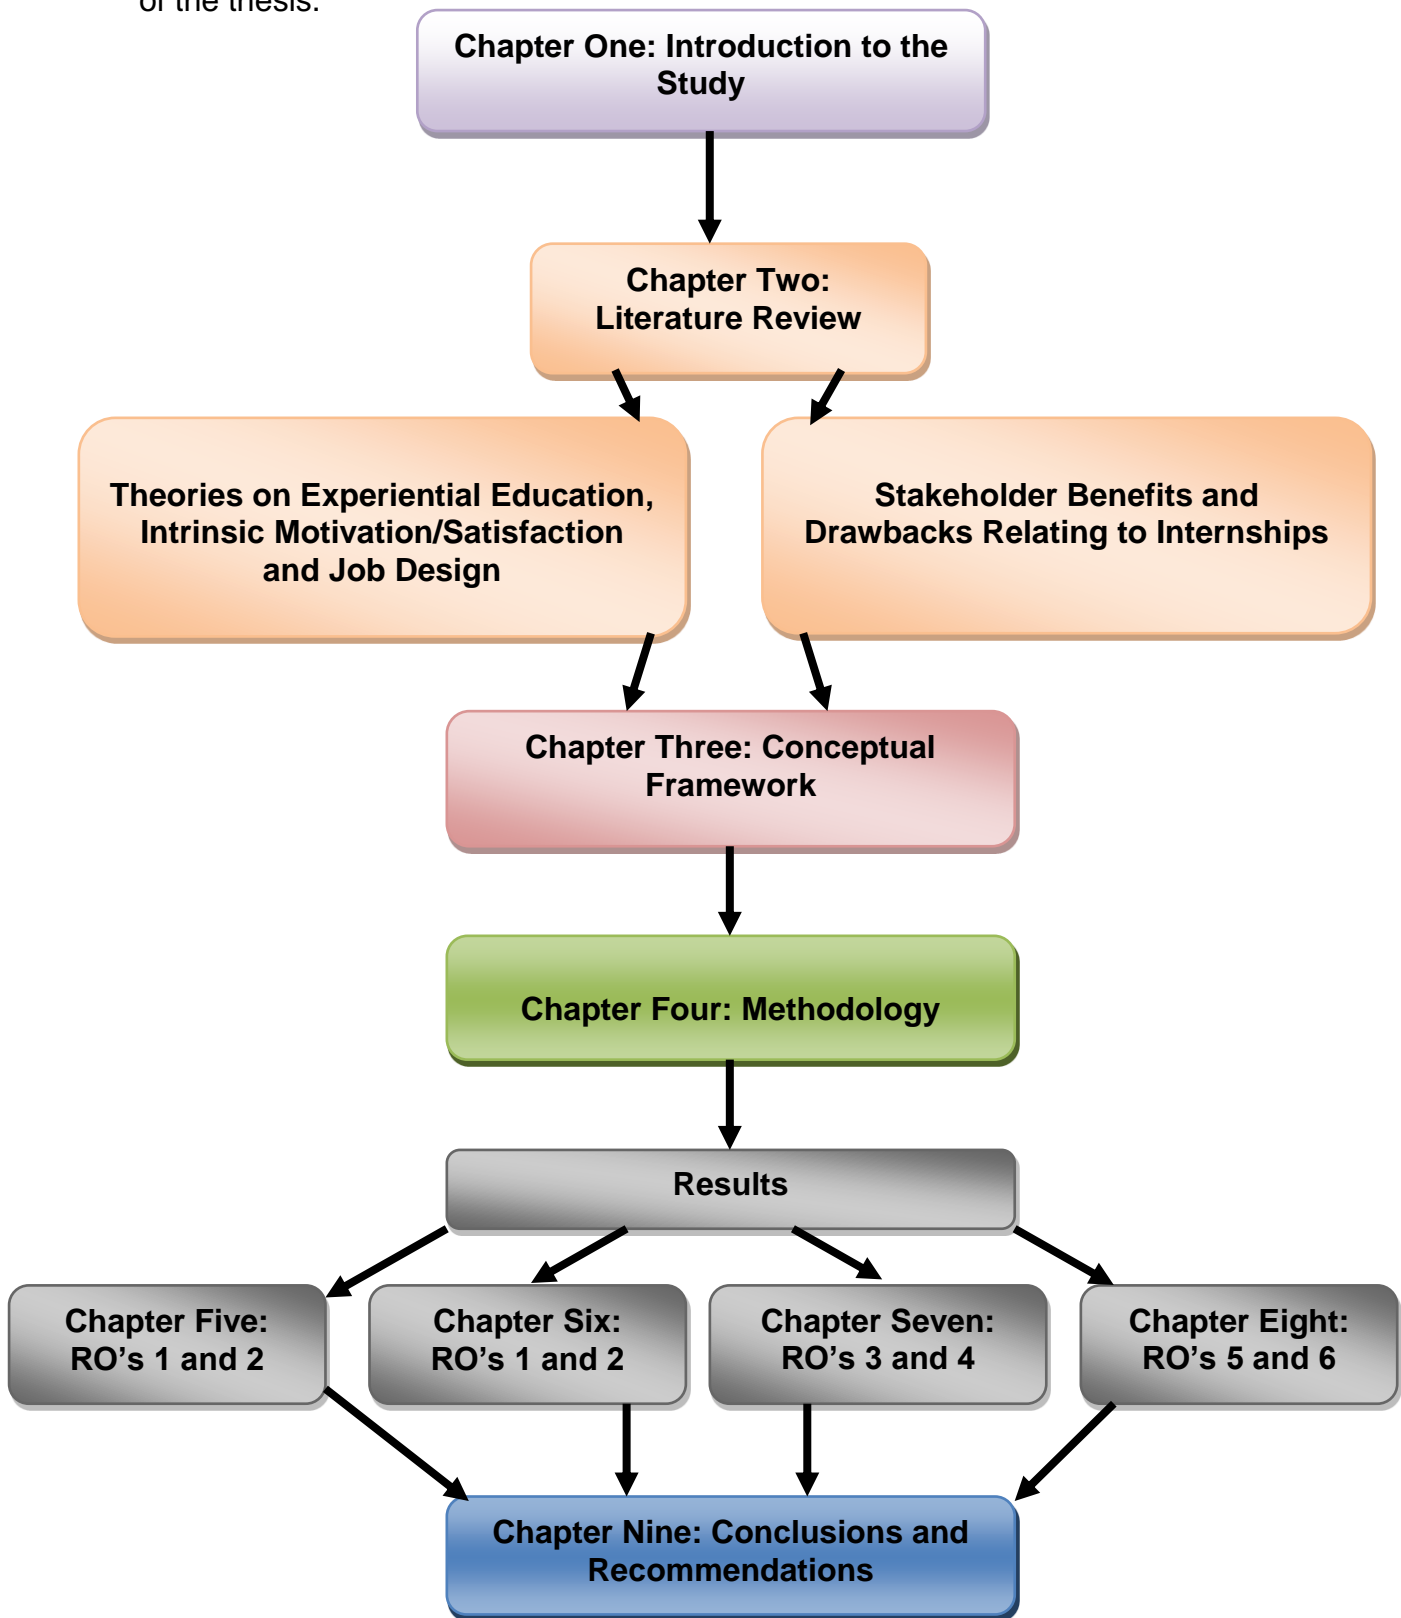 of the thesis.
Chapter One: Introduction to the
Study
Chapter Two:
Literature Review
Theories on Experiential Education,
Intrinsic Motivation/Satisfaction
and Job Design
Stakeholder Benefits and
Drawbacks Relating to Internships
Chapter Three: Conceptual
Framework
Chapter Four: Methodology
Results
Chapter Five:
RO’s 1 and 2
Chapter Six:
RO’s 1 and 2
Chapter Seven:
RO’s 3 and 4
Chapter Eight:
RO’s 5 and 6
Chapter Nine: Conclusions and
Recommendations